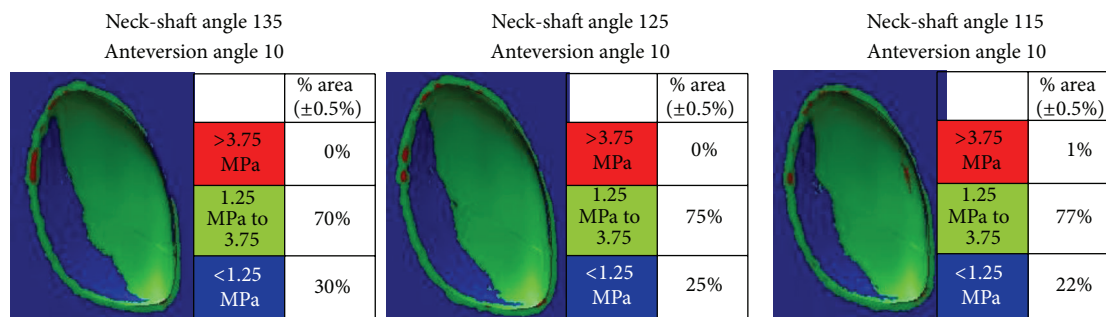 Neck-shaft angle 135
Anteversion angle 10
% area
(±0.5%)
>3.75
MPa
0%
1.25
MPa to
3.75
70%
<1.25
MPa
30%
Neck-shaft angle 125
Anteversion angle 10
% area
(±0.5%)
>3.75
MPa
0%
1.25
MPa to
3.75
75%
<1.25
MPa
25%
Neck-shaft angle 115
Anteversion angle 10
% area
(±0.5%)
>3.75
MPa
1%
1.25
MPa to
3.75
77%
<1.25
MPa
22%